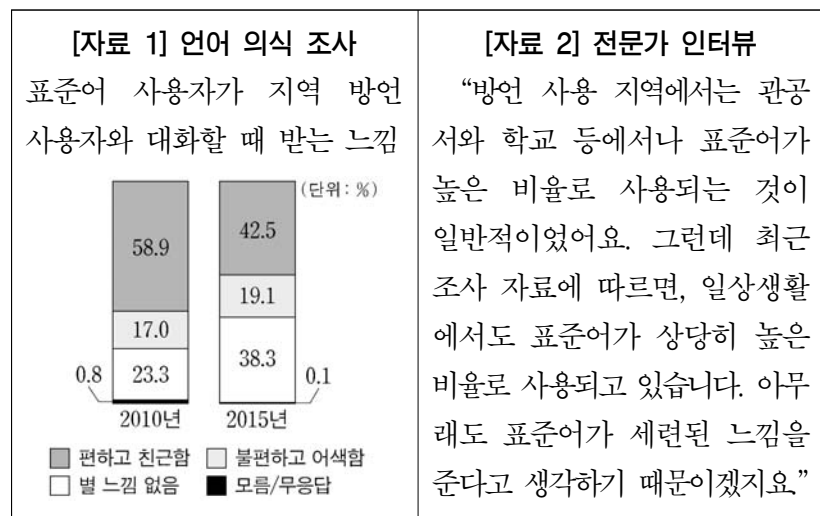 [자료 1] 언어 의식 조사
표준어 사용자가 지역 방언
사용자와 대화할 때 받는 느낌
(단위: %)
58.9
17.0
23.3
0.8
42.5
19.1
38.3
0.1
2010년
2015년
편하고 친근함
불편하고 어색함
별 느낌 없음
모름/무응답
[자료 2] 전문가 인터뷰
“방언 사용 지역에서는 관공
서와 학교 등에서나 표준어가
높은 비율로 사용되는 것이
일반적이었어요. 그런데 최근
조사 자료에 따르면, 일상생활
에서도 표준어가 상당히 높은
비율로 사용되고 있습니다. 아무
래도 표준어가 세련된 느낌을
준다고 생각하기 때문이겠지요.”